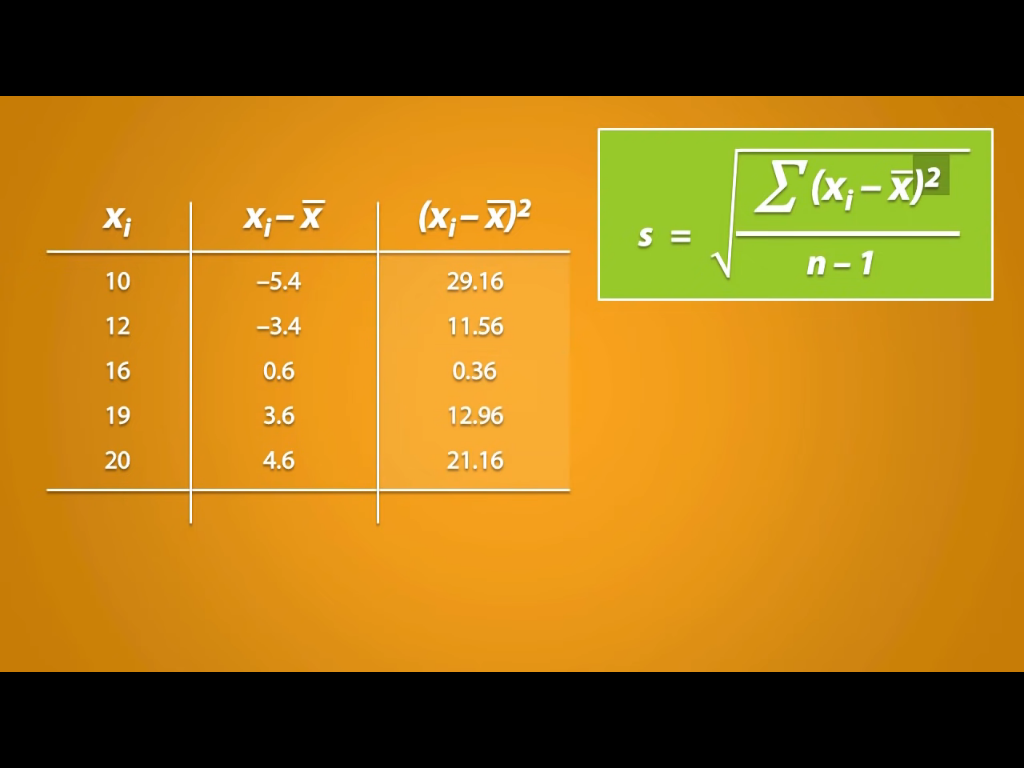 xᵢ xᵢ – x̅ (xᵢ – x̅)²
10 –5.4 29.16
12 –3.4 11.56
16 0.6 0.36
19 3.6 12.96
20 4.6 21.16
s = √
Σ (xᵢ – x̅)²
n – 1